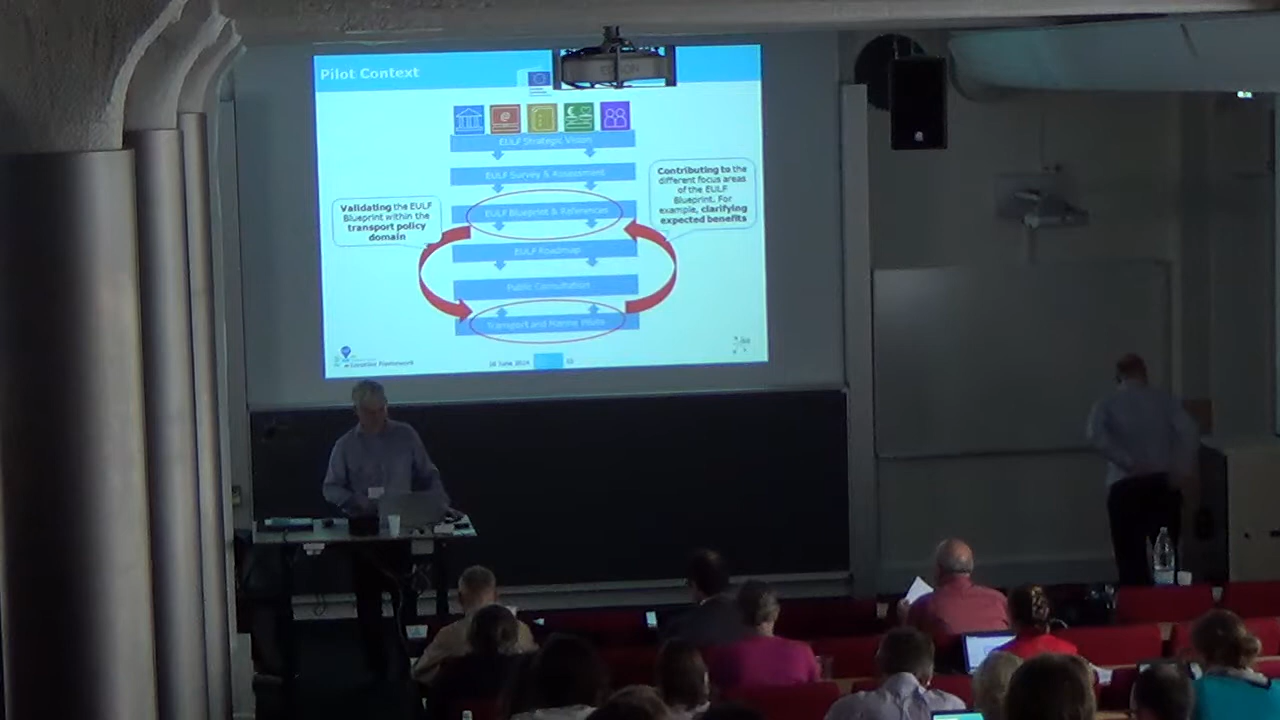 Pilot Context
EULF Strategic Vision
EULF Survey & Assessment
EULF Blueprint & References
EULF Roadmap
Public Consultation
Transport and Marine Pilots
Validating the EULF
Blueprint within the
transport policy
domain
Contributing to the
different focus areas
of the EULF
Blueprint. For
example, clarifying
expected benefits
Location Framework